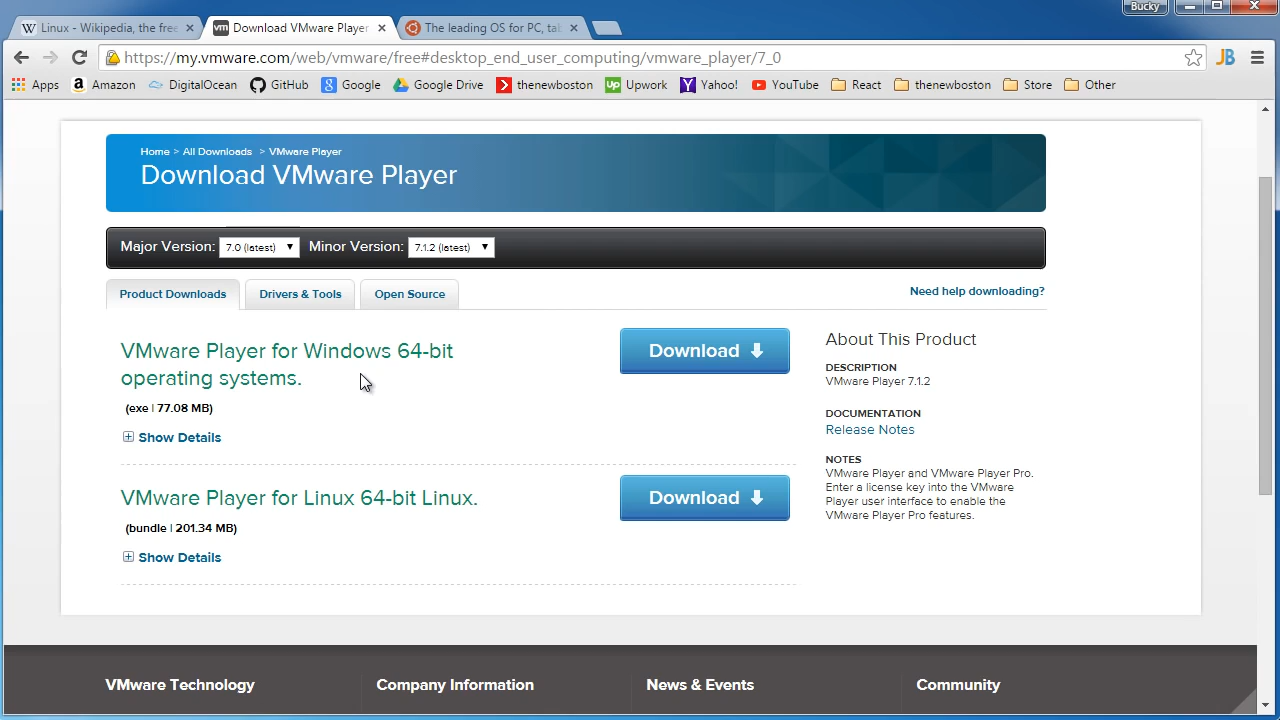 Bucky
Linux - Wikipedia, the free
Download VMware Player
The leading OS for PC, tab
https://my.vmware.com/web/vmware/free#desktop_end_user_computing/vmware_player/7_0
Apps Amazon DigitalOcean GitHub Google Google Drive thenewboston Upwork Yahoo! YouTube React thenewboston Store Other
Home > All Downloads > VMware Player
Download VMware Player
Major Version: 7.0 (latest) Minor Version: 7.1.2 (latest)
Product Downloads Drivers & Tools Open Source Need help downloading?
VMware Player for Windows 64-bit
operating systems.
(exe | 77.08 MB)
Show Details
Download
VMware Player for Linux 64-bit Linux.
(bundle | 201.34 MB)
Show Details
Download
About This Product
DESCRIPTION
VMware Player 7.1.2
DOCUMENTATION
Release Notes
NOTES
VMware Player and VMware Player Pro.
Enter a license key into the VMware
Player user interface to enable the
VMware Player Pro features.
VMware Technology Company Information News & Events Community